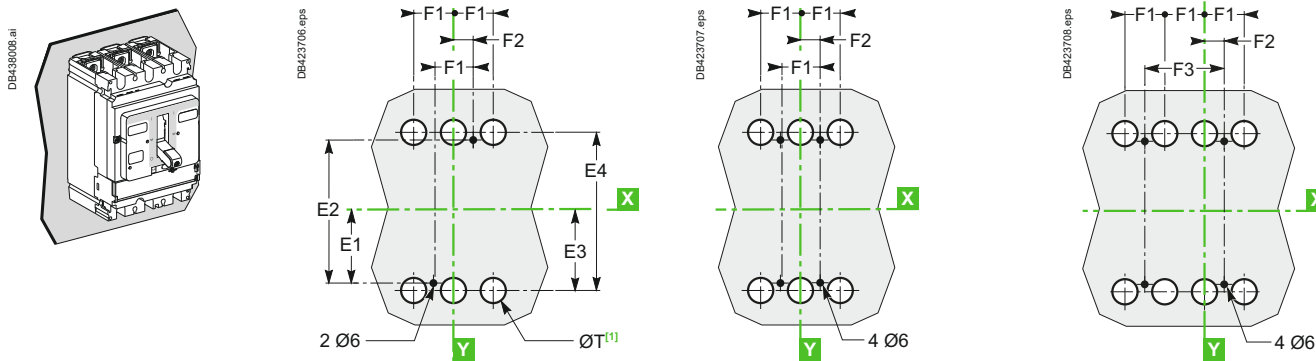 DB438008.ai
DB423706.eps
F1 F1
F2
F1
E2
E1
E4
E3
X
2 Ø6
ØT[1]
Y
DB423707.eps
F1 F1
F2
F1
X
4 Ø6
Y
DB423708.eps
F1 F1 F1
F2
F3
X
4 Ø6
Y